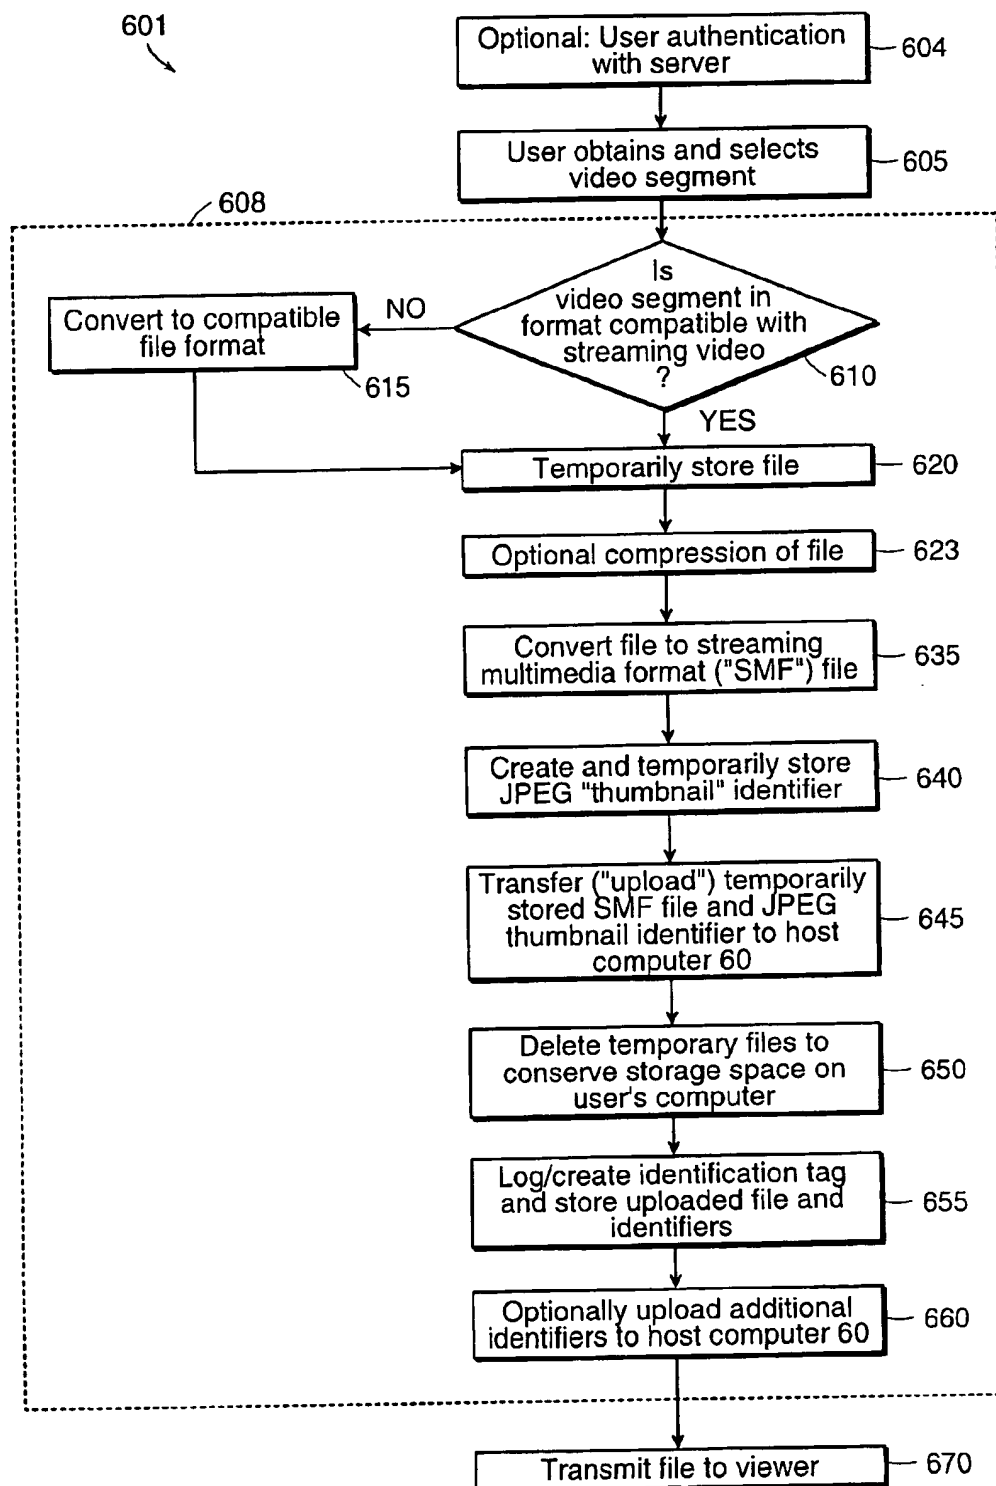 601
Optional: User authentication
with server
604
User obtains and selects
video segment
605
608
Is
video segment in
format compatible with
streaming video
?
610
NO
Convert to compatible
file format
615
YES
Temporarily store file
620
Optional compression of file
623
Convert file to streaming
multimedia format ("SMF") file
635
Create and temporarily store
JPEG "thumbnail" identifier
640
Transfer ("upload") temporarily
stored SMF file and JPEG
thumbnail identifier to host
computer 60
645
Delete temporary files to
conserve storage space on
user's computer
650
Log/create identification tag
and store uploaded file and
identifiers
655
Optionally upload additional
identifiers to host computer 60
660
Transmit file to viewer
670